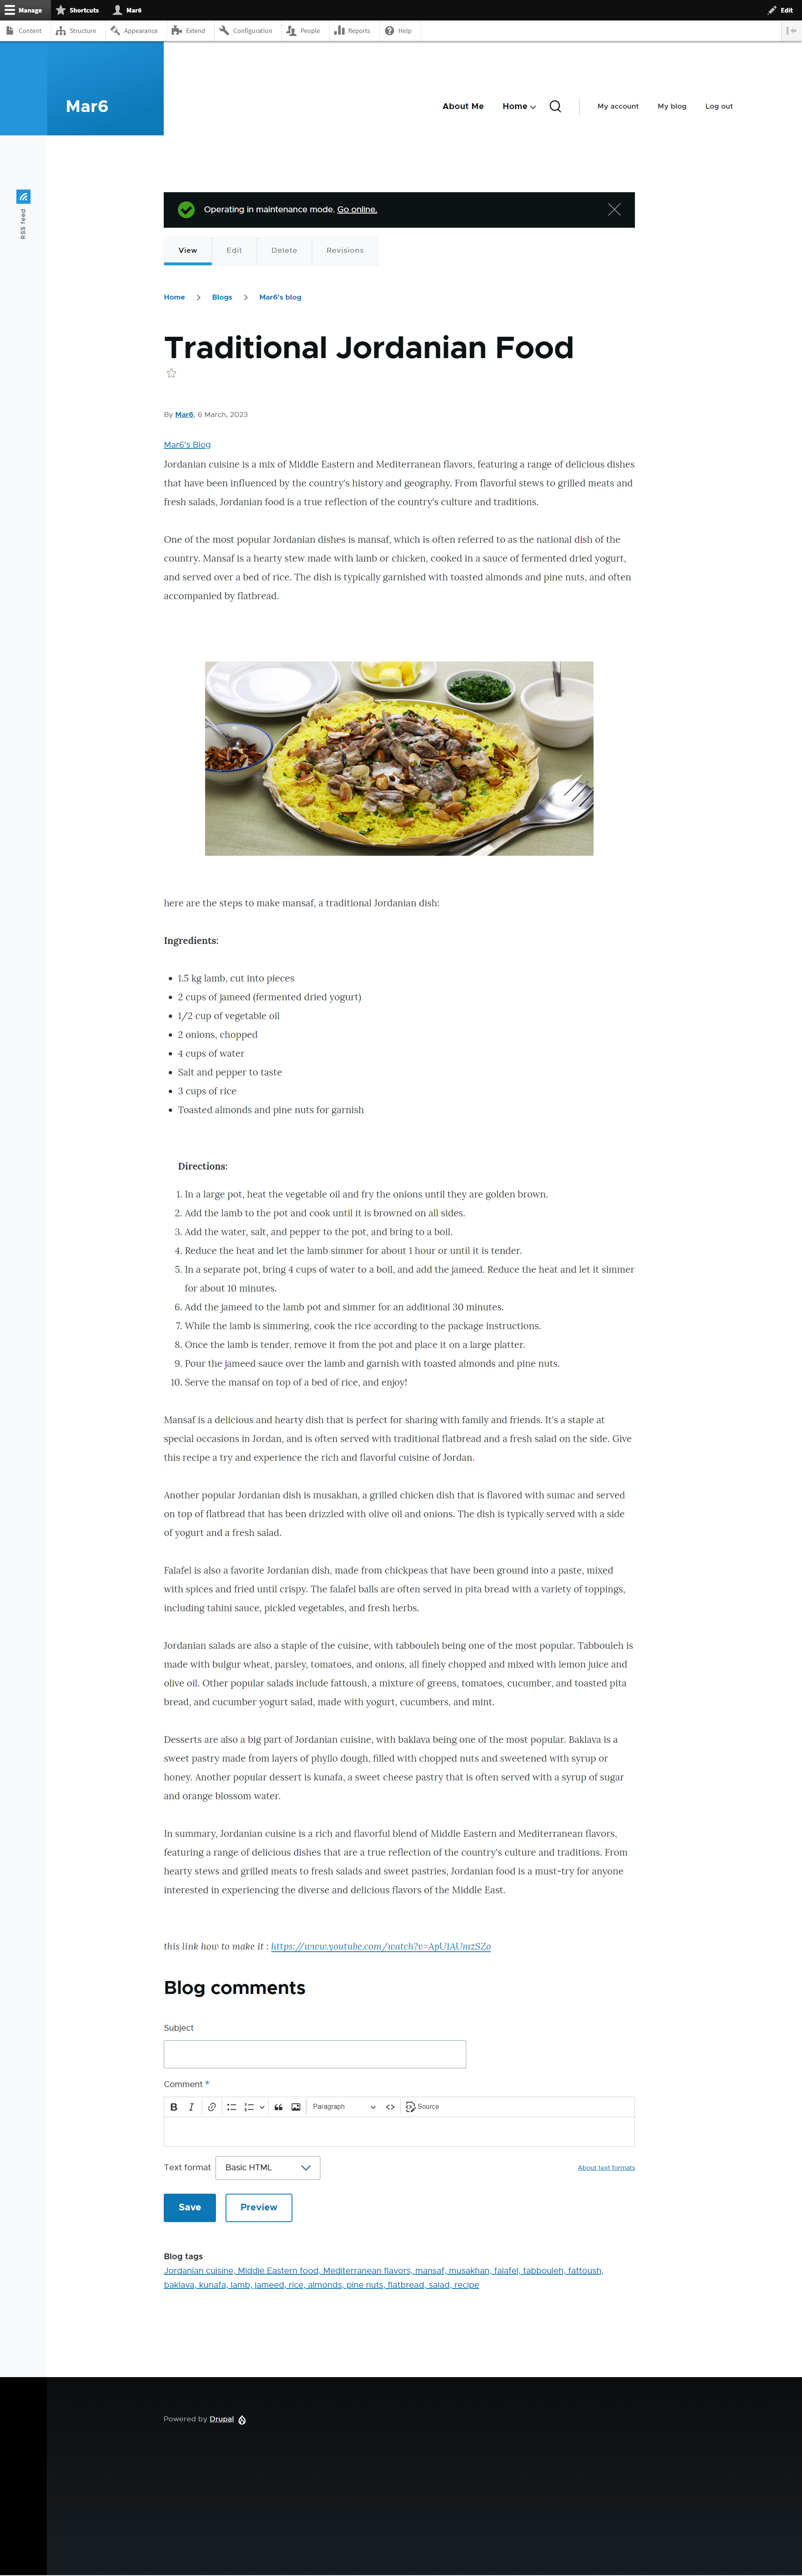 Manage Shortcuts Mar6 Edit
Content Structure Appearance Extend Configuration People Reports Help
Mar6
About Me Home My account My blog Log out
RSS feed
Operating in maintenance mode. Go online.
View Edit Delete Revisions
Home Blogs Mar6's blog
Traditional Jordanian Food
By Mar6, 6 March, 2023
Mar6's Blog
Jordanian cuisine is a mix of Middle Eastern and Mediterranean flavors, featuring a range of delicious dishes
that have been influenced by the country's history and geography. From flavorful stews to grilled meats and
fresh salads, Jordanian food is a true reflection of the country's culture and traditions.
One of the most popular Jordanian dishes is mansaf, which is often referred to as the national dish of the
country. Mansaf is a hearty stew made with lamb or chicken, cooked in a sauce of fermented dried yogurt,
and served over a bed of rice. The dish is typically garnished with toasted almonds and pine nuts, and often
accompanied by flatbread.
here are the steps to make mansaf, a traditional Jordanian dish:
Ingredients:
1.5 kg lamb, cut into pieces
2 cups of jameed (fermented dried yogurt)
1/2 cup of vegetable oil
2 onions, chopped
4 cups of water
Salt and pepper to taste
3 cups of rice
Toasted almonds and pine nuts for garnish
Directions:
1. In a large pot, heat the vegetable oil and fry the onions until they are golden brown.
2. Add the lamb to the pot and cook until it is browned on all sides.
3. Add the water, salt, and pepper to the pot, and bring to a boil.
4. Reduce the heat and let the lamb simmer for about 1 hour or until it is tender.
5. In a separate pot, bring 4 cups of water to a boil, and add the jameed. Reduce the heat and let it simmer
for about 10 minutes.
6. Add the jameed to the lamb pot and simmer for an additional 30 minutes.
7. While the lamb is simmering, cook the rice according to the package instructions.
8. Once the lamb is tender, remove it from the pot and place it on a large platter.
9. Pour the jameed sauce over the lamb and garnish with toasted almonds and pine nuts.
10. Serve the mansaf on top of a bed of rice, and enjoy!
Mansaf is a delicious and hearty dish that is perfect for sharing with family and friends. It's a staple at
special occasions in Jordan, and is often served with traditional flatbread and a fresh salad on the side. Give
this recipe a try and experience the rich and flavorful cuisine of Jordan.
Another popular Jordanian dish is musakhan, a grilled chicken dish that is flavored with sumac and served
on top of flatbread that has been drizzled with olive oil and onions. The dish is typically served with a side
of yogurt and a fresh salad.
Falafel is also a favorite Jordanian dish, made from chickpeas that have been ground into a paste, mixed
with spices and fried until crispy. The falafel balls are often served in pita bread with a variety of toppings,
including tahini sauce, pickled vegetables, and fresh herbs.
Jordanian salads are also a staple of the cuisine, with tabbouleh being one of the most popular. Tabbouleh is
made with bulgur wheat, parsley, tomatoes, and onions, all finely chopped and mixed with lemon juice and
olive oil. Other popular salads include fattoush, a mixture of greens, tomatoes, cucumber, and toasted pita
bread, and cucumber yogurt salad, made with yogurt, cucumbers, and mint.
Desserts are also a big part of Jordanian cuisine, with baklava being one of the most popular. Baklava is a
sweet pastry made from layers of phyllo dough, filled with chopped nuts and sweetened with syrup or
honey. Another popular dessert is kunafa, a sweet cheese pastry that is often served with a syrup of sugar
and orange blossom water.
In summary, Jordanian cuisine is a rich and flavorful blend of Middle Eastern and Mediterranean flavors,
featuring a range of delicious dishes that are a true reflection of the country's culture and traditions. From
hearty stews and grilled meats to fresh salads and sweet pastries, Jordanian food is a must-try for anyone
interested in experiencing the diverse and delicious flavors of the Middle East.
this link how to make it : https://www.youtube.com/watch?v=ApU1AUmzSZo
Blog comments
Subject
Comment *
B I Paragraph Source
Text format Basic HTML About text formats
Save Preview
Blog tags
Jordanian cuisine, Middle Eastern food, Mediterranean flavors, mansaf, musakhan, falafel, tabbouleh, fattoush,
baklava, kunafa, lamb, jameed, rice, almonds, pine nuts, flatbread, salad, recipe
Powered by Drupal